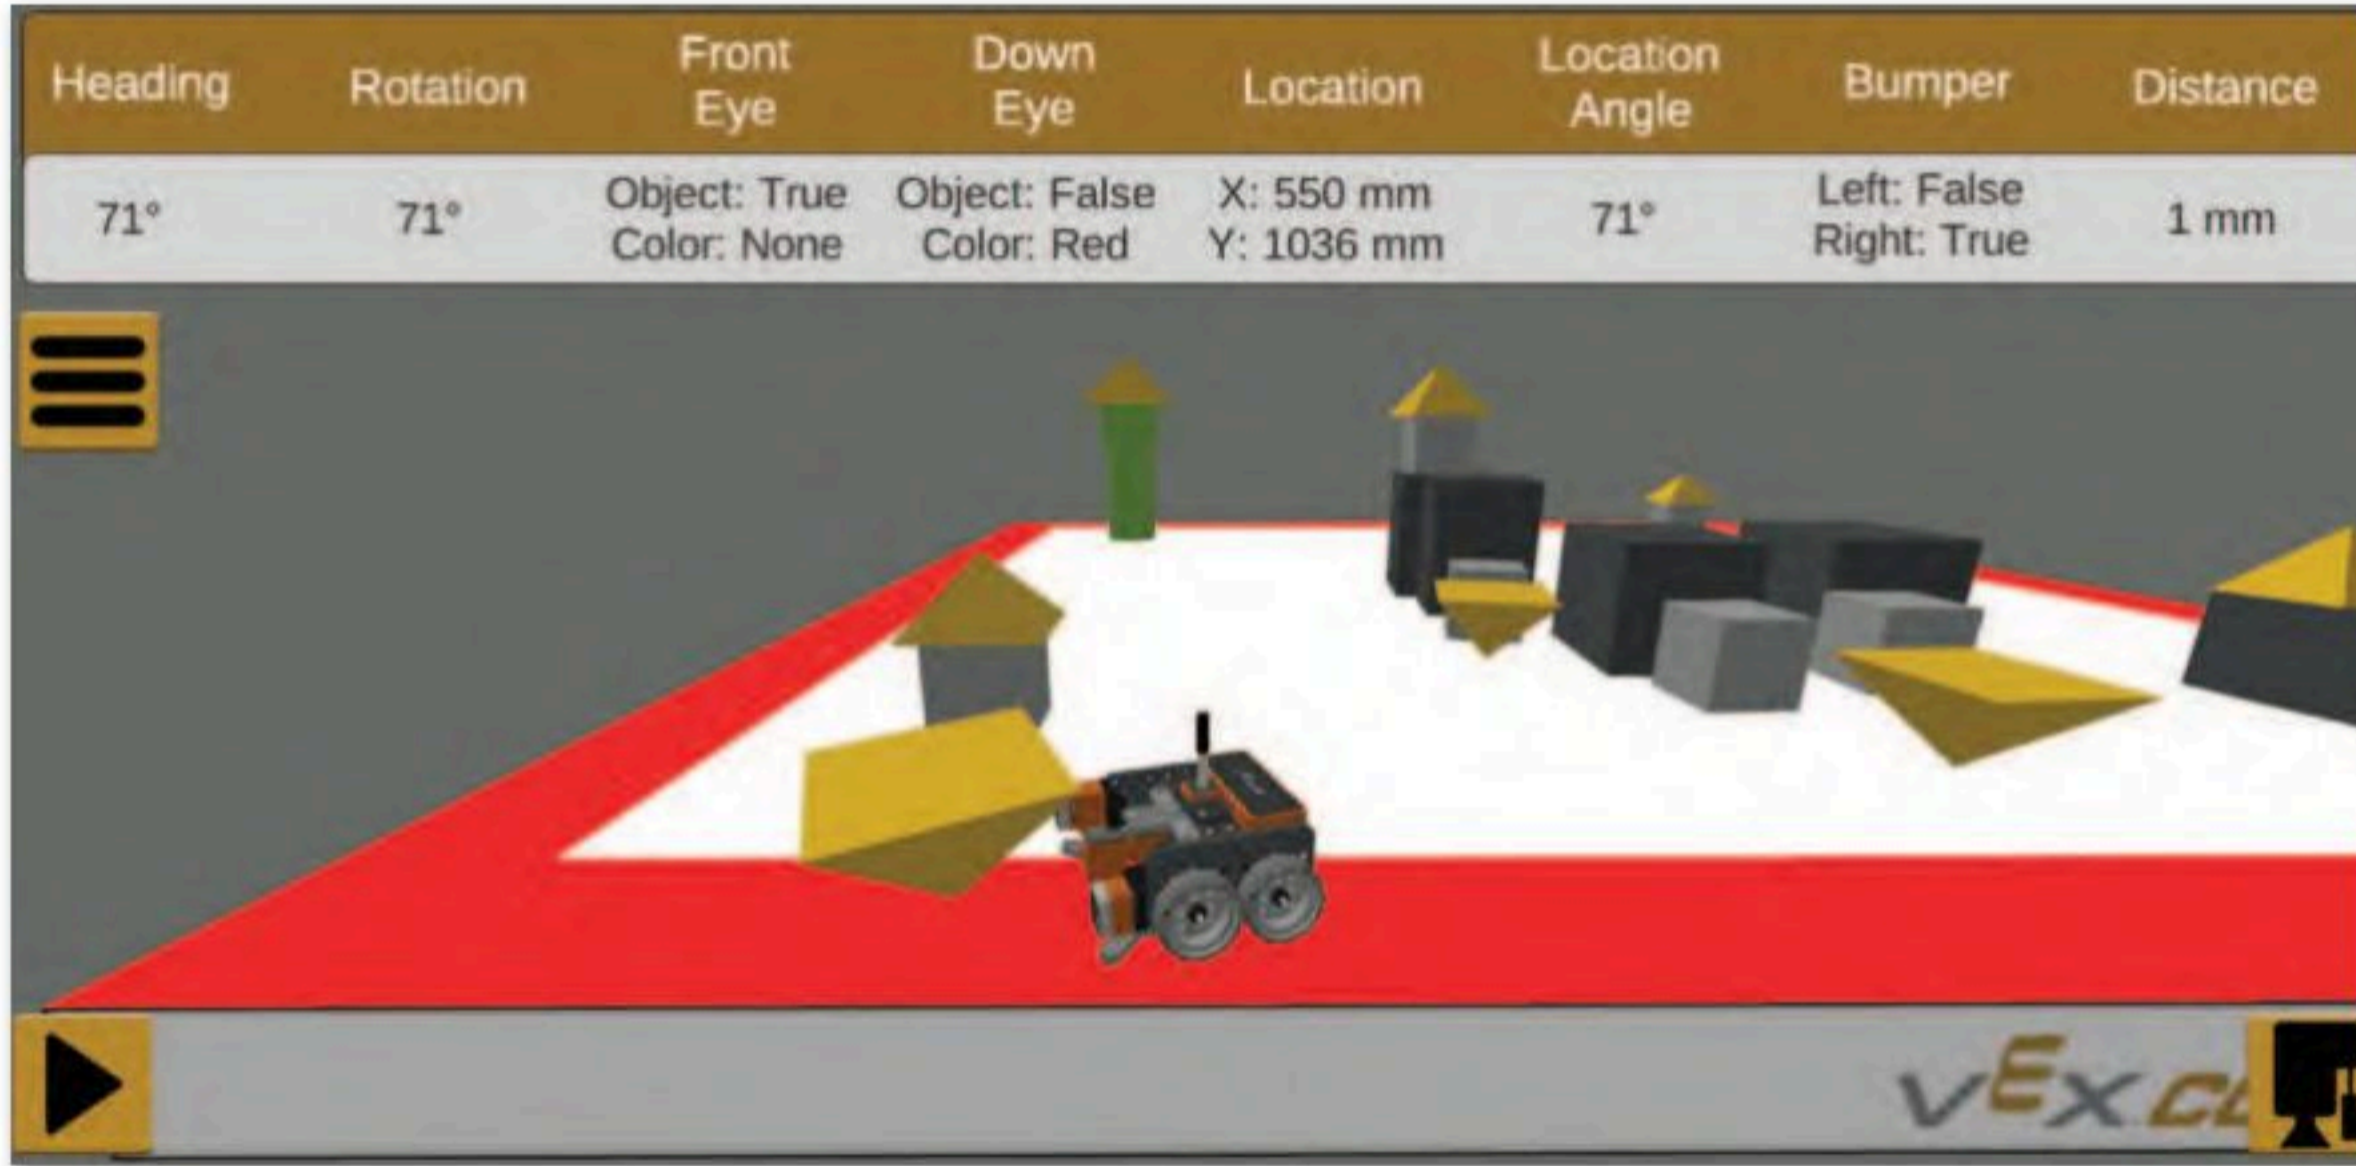 Heading Rotation Front Eye Down Eye Location Location Angle Bumper Distance
71° 71° Object: True Object: False X: 550 mm 71° Left: False 1 mm
Color: None Color: Red Y: 1036 mm Right: True
VEX